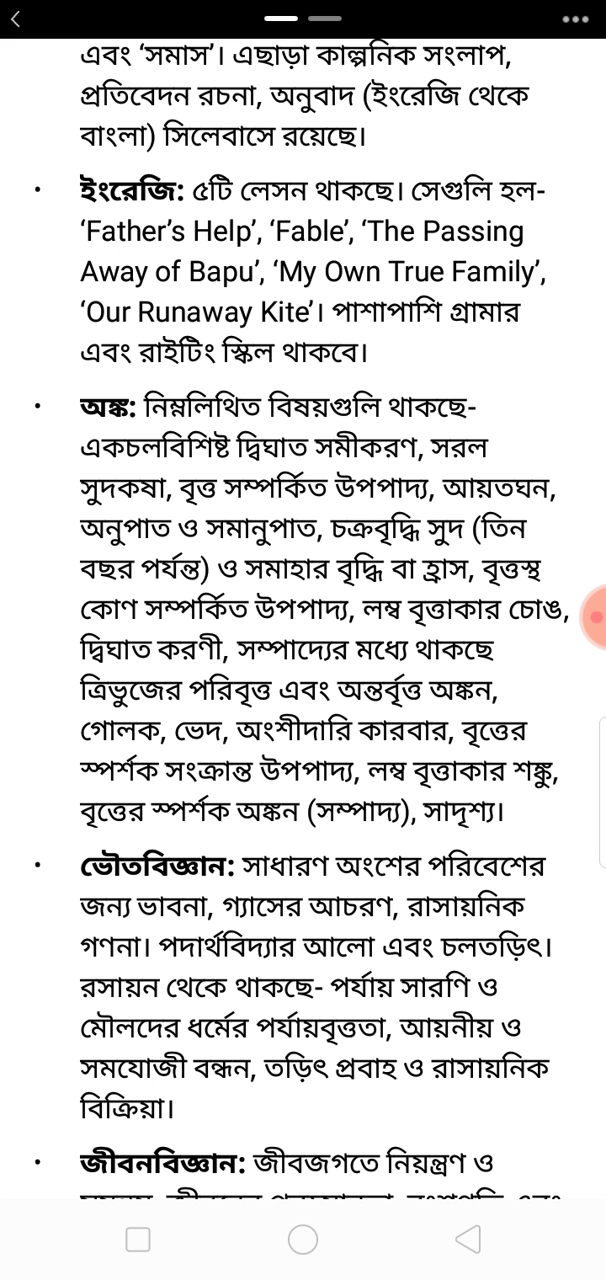 এবং ‘সমাস’। এছাড়া কাল্পনিক সংলাপ,
প্রতিবেদন রচনা, অনুবাদ (ইংরেজি থেকে
বাংলা) সিলেবাসে রয়েছে।
· ইংরেজি: ৫টি লেসন থাকছে। সেগুলি হল-
‘Father’s Help’, ‘Fable’, ‘The Passing
Away of Bapu’, ‘My Own True Family’,
‘Our Runaway Kite’। পাশাপাশি গ্রামার
এবং রাইটিং স্কিল থাকবে।
· অঙ্ক: নিম্নলিখিত বিষয়গুলি থাকছে-
একচলবিশিষ্ট দ্বিঘাত সমীকরণ, সরল
সুদকষা, বৃত্ত সম্পর্কিত উপপাদ্য, আয়তঘন,
অনুপাত ও সমানুপাত, চক্রবৃদ্ধি সুদ (তিন
বছর পর্যন্ত) ও সমাহার বৃদ্ধি বা হ্রাস, বৃত্তস্থ
কোণ সম্পর্কিত উপপাদ্য, লম্ব বৃত্তাকার চোঙ,
দ্বিঘাত করণী, সম্পাদ্যের মধ্যে থাকছে
ত্রিভুজের পরিবৃত্ত এবং অন্তর্বৃত্ত অঙ্কন,
গোলক, ভেদ, অংশীদারি কারবার, বৃত্তের
স্পর্শক সংক্রান্ত উপপাদ্য, লম্ব বৃত্তাকার শঙ্কু,
বৃত্তের স্পর্শক অঙ্কন (সম্পাদ্য), সাদৃশ্য।
· ভৌতবিজ্ঞান: সাধারণ অংশের পরিবেশের
জন্য ভাবনা, গ্যাসের আচরণ, রাসায়নিক
গণনা। পদার্থবিদ্যার আলো এবং চলতড়িৎ।
রসায়ন থেকে থাকছে- পর্যায় সারণি ও
মৌলদের ধর্মের পর্যায়বৃত্ততা, আয়নীয় ও
সমযোজী বন্ধন, তড়িৎ প্রবাহ ও রাসায়নিক
বিক্রিয়া।
· জীবনবিজ্ঞান: জীবজগতে নিয়ন্ত্রণ ও